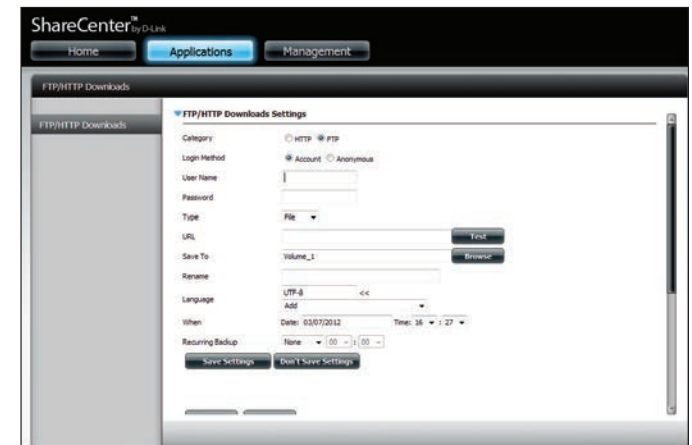 ShareCenter™ by D-Link
Home Applications Management
FTP/HTTP Downloads
FTP/HTTP Downloads
FTP/HTTP Downloads Settings
Category HTTP FTP
Login Method Account Anonymous
User Name
Password
Type File
URL Test
Save To Volume_1 Browse
Rename
Language UTF-8 <<
Add
When Date: 03/07/2012 Time: 16 : 27
Recurring Backup None 00 : 00
Save Settings Don't Save Settings